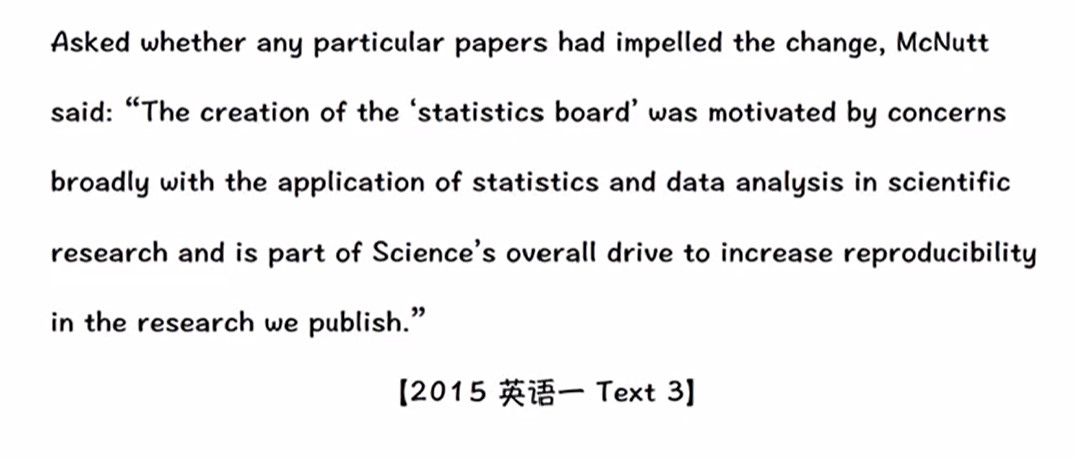 Asked whether any particular papers had impelled the change, McNutt
said: “The creation of the ‘statistics board’ was motivated by concerns
broadly with the application of statistics and data analysis in scientific
research and is part of Science’s overall drive to increase reproducibility
in the research we publish.”
【2015 英语一 Text 3】